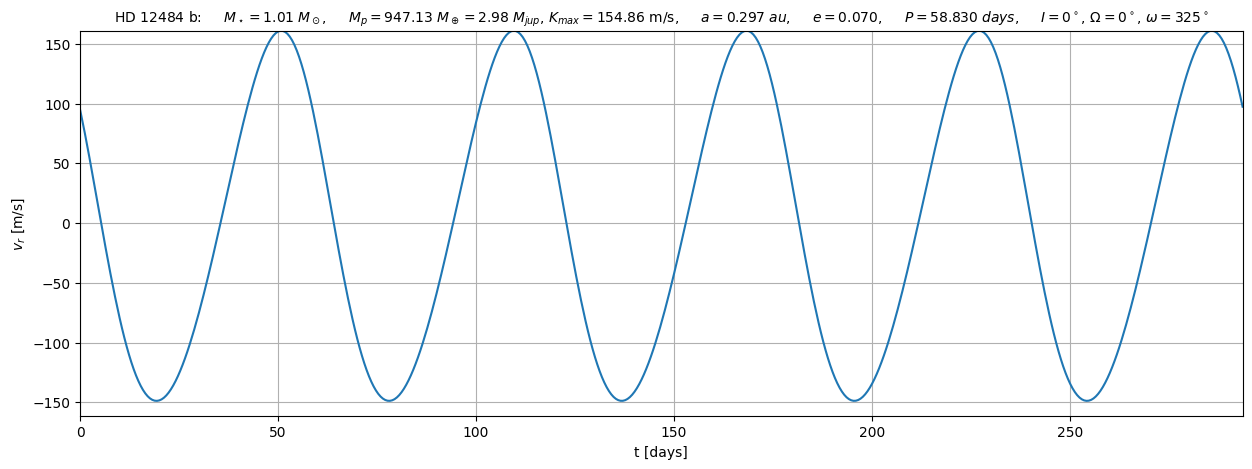 HD 12484 b: M⋆ = 1.01 M⊙, Mp = 947.13 M⊕ = 2.98 Mjup, Kmax = 154.86 m/s, a = 0.297 au, e = 0.070, P = 58.830 days, I = 0°, Ω = 0°, ω = 325°
150
100
50
0
−50
−100
−150
vr [m/s]
0 50 100 150 200 250
t [days]